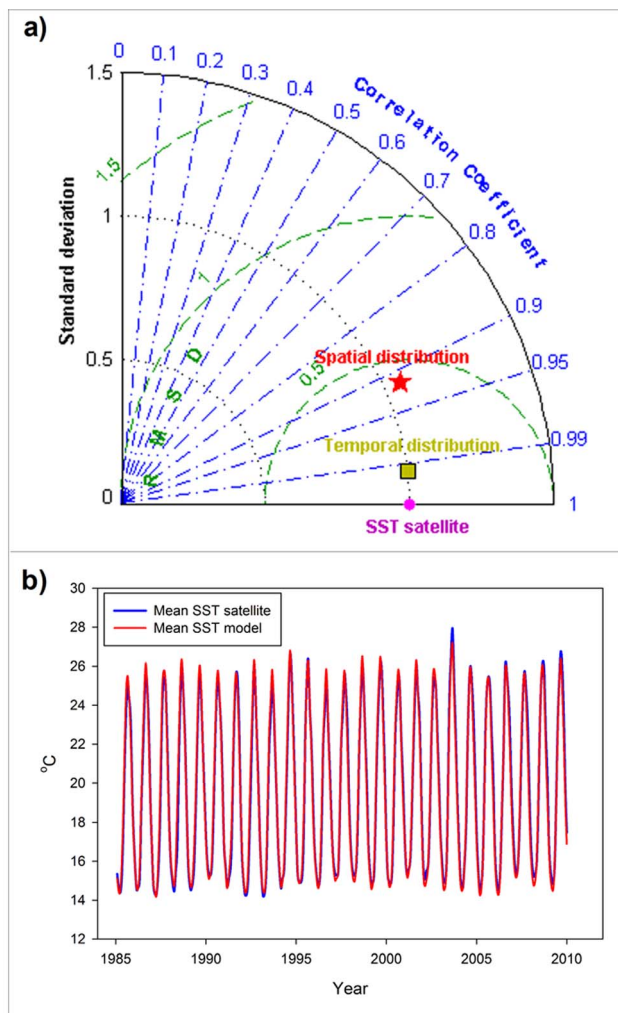 a)
0
0.1
0.2
0.3
0.4
0.5
0.6
0.7
0.8
0.9
0.95
0.99
1
Correlation Coefficient
1.5
1
0.5
0
Standard deviation
1.5
1
0.5
RMSD
Spatial distribution
Temporal distribution
SST satellite
b)
30
28
26
24
22
20
18
16
14
12
°C
Mean SST satellite
Mean SST model
1985 1990 1995 2000 2005 2010
Year